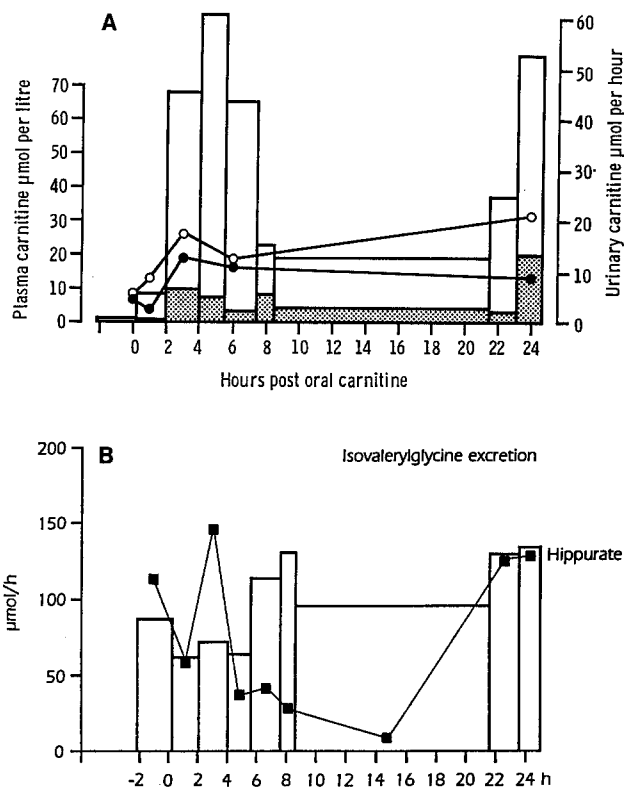 A
Plasma carnitine μmol per litre
70
60
50
40
30
20
10
0
60
50
40
30
20
10
0
Urinary carnitine μmol per hour
0 2 4 6 8 10 12 14 16 18 20 22 24
Hours post oral carnitine
B
Isovalerylglycine excretion
Hippurate
μmol/h
200
150
100
50
0
-2 0 2 4 6 8 10 12 14 16 18 20 22 24 h